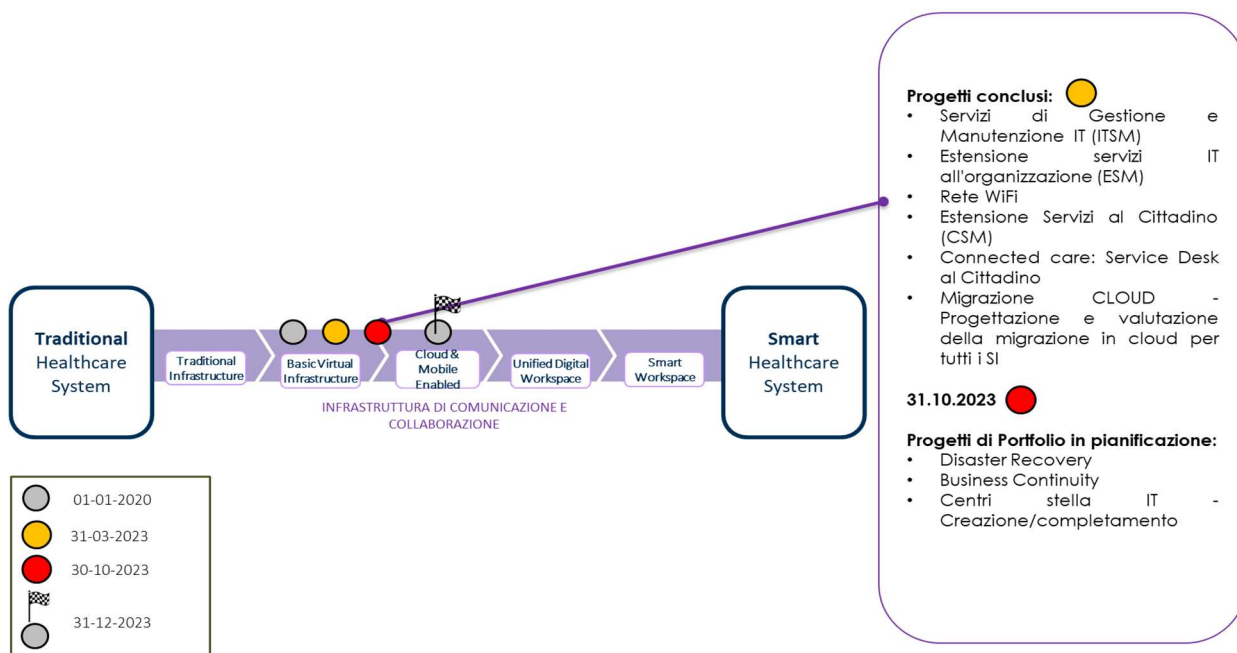 Traditional
Healthcare
System
Traditional
Infrastructure
Basic Virtual
Infrastructure
Cloud &
Mobile
Enabled
Unified Digital
Workspace
Smart
Workspace
INFRASTRUTTURA DI COMUNICAZIONE E
COLLABORAZIONE
Smart
Healthcare
System
01-01-2020
31-03-2023
30-10-2023
31-12-2023
Progetti conclusi:
• Servizi di Gestione e
Manutenzione IT (ITSM)
• Estensione servizi IT
all'organizzazione (ESM)
• Rete WiFi
• Estensione Servizi al Cittadino
(CSM)
• Connected care: Service Desk
al Cittadino
• Migrazione CLOUD -
Progettazione e valutazione
della migrazione in cloud per
tutti i SI
31.10.2023
Progetti di Portfolio in pianificazione:
• Disaster Recovery
• Business Continuity
• Centri stella IT -
Creazione/completamento